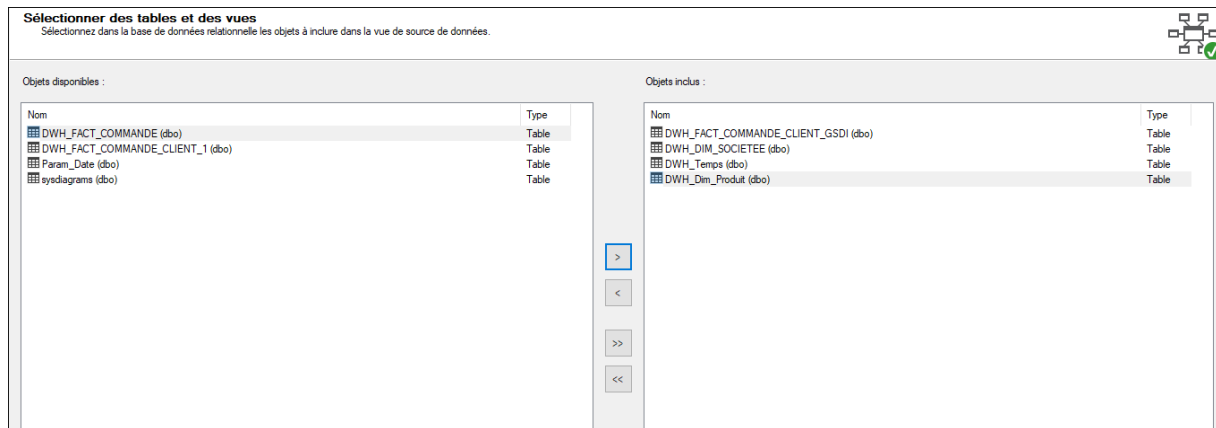 Sélectionner des tables et des vues
Sélectionnez dans la base de données relationnelle les objets à inclure dans la vue de source de données.
Objets disponibles :
Nom Type
DWH_FACT_COMMANDE (dbo) Table
DWH_FACT_COMMANDE_CLIENT_1 (dbo) Table
Param_Date (dbo) Table
sysdiagrams (dbo) Table
>
<
>>
<<
Objets inclus :
Nom Type
DWH_FACT_COMMANDE_CLIENT_GSDI (dbo) Table
DWH_DIM_SOCIETEE (dbo) Table
DWH_Temps (dbo) Table
DWH_Dim_Produit (dbo) Table